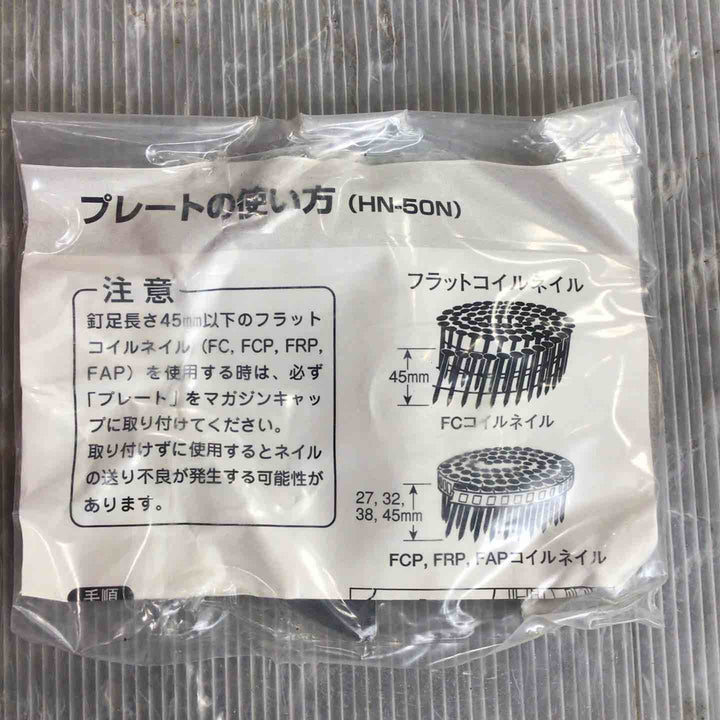 プレートの使い方（HN-50N）
注意
釘足長さ45mm以下のフラット
コイルネイル（FC, FCP, FRP,
FAP）を使用する時は、必ず
「プレート」をマガジンキャッ
プに取り付けてください。
取り付けずに使用するとネイル
の送り不良が発生する可能性が
あります。
フラットコイルネイル
45mm
FCコイルネイル
27, 32,
38, 45mm
FCP, FRP, FAPコイルネイル
手順